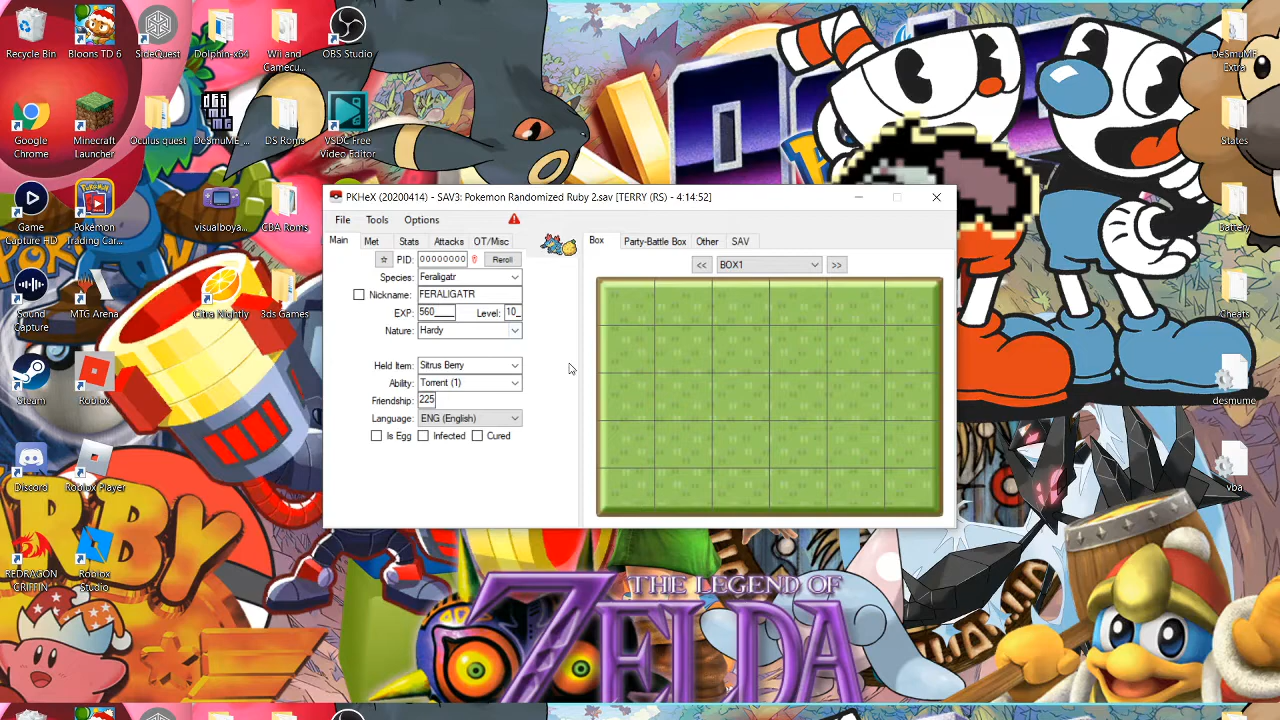 Recycle Bin
Bloons TD 6
SideQuest
Dolphin-x64
Wii and
Gamecu...
OBS Studio
DeSmuME
Extra
Google
Chrome
Minecraft
Launcher
Oculus quest
DeSmuME ...
DS Roms
VSDC Free
Video Editor
States
PKHeX (20200414) - SAV3: Pokemon Randomized Ruby 2.sav [TERRY (RS) - 4:14:52]
File Tools Options
Main Met Stats Attacks OT/Misc
Box Party-Battle Box Other SAV
PID: 00000000 Reroll
<< BOX1 >>
Species: Feraligatr
Nickname: FERALIGATR
EXP: 560____ Level: 10_
Nature: Hardy
Held Item: Sitrus Berry
Ability: Torrent (1)
Friendship: 225
Language: ENG (English)
Is Egg Infected Cured
Game
Capture HD
Pokémon
Trading Car...
visualboya...
GBA Roms
Battery
Sound
Capture
MTG Arena
Citra Nightly
3ds Games
Cheats
Steam
Roblox
desmume
Discord
Roblox Player
vba
REDRAGON
GRIFFIN
Roblox
Studio
THE LEGEND OF
ZELDA